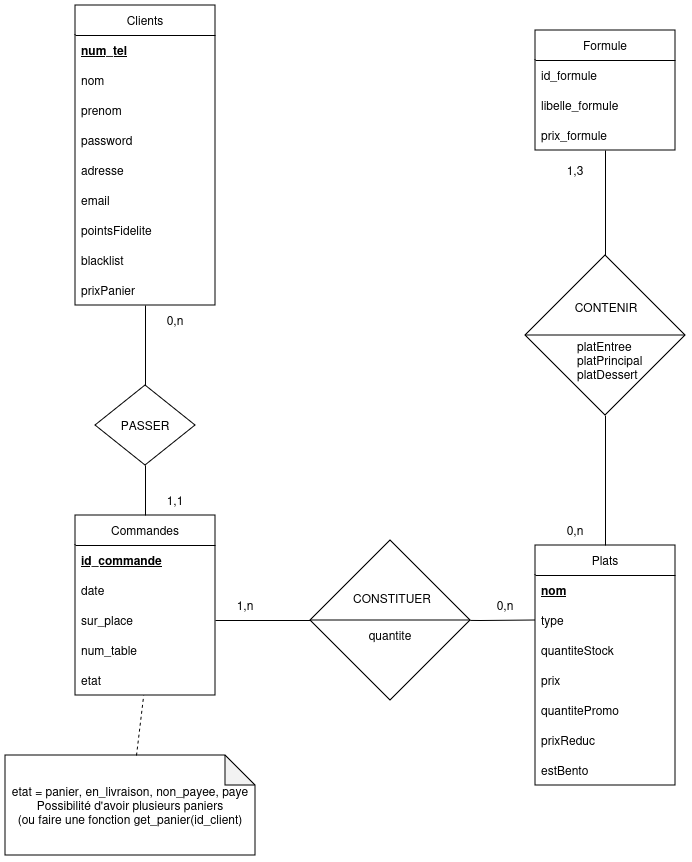 Clients
num_tel
nom
prenom
password
adresse
email
pointsFidelite
blacklist
prixPanier
0,n
PASSER
1,1
Commandes
id_commande
date
sur_place
num_table
etat
etat = panier, en_livraison, non_payee, paye
Possibilité d'avoir plusieurs paniers
(ou faire une fonction get_panier(id_client)
1,n
CONSTITUER
quantite
0,n
Formule
id_formule
libelle_formule
prix_formule
1,3
CONTENIR
platEntree
platPrincipal
platDessert
0,n
Plats
nom
type
quantiteStock
prix
quantitePromo
prixReduc
estBento